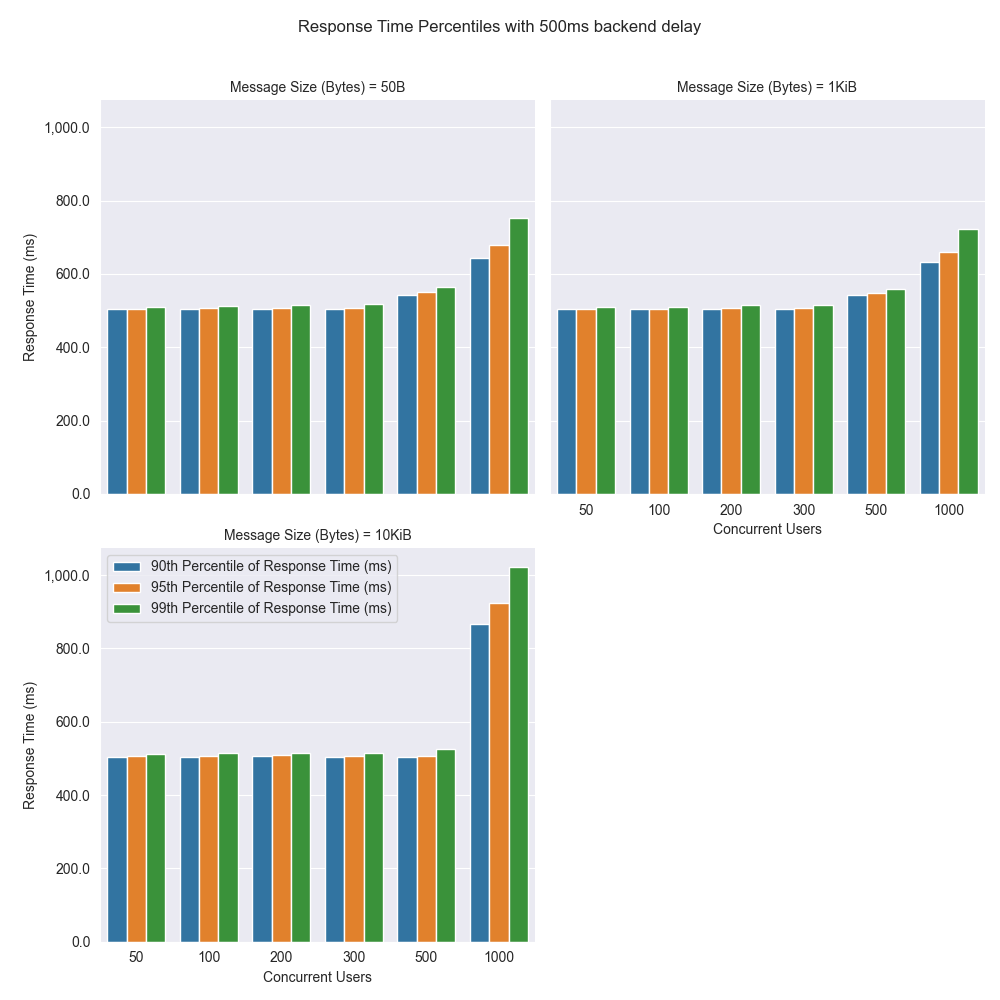 Response Time Percentiles with 500ms backend delay
Message Size (Bytes) = 50B
1,000.0
800.0
600.0
400.0
200.0
0.0
Response Time (ms)
Message Size (Bytes) = 1KiB
50 100 200 300 500 1000
Concurrent Users
Message Size (Bytes) = 10KiB
90th Percentile of Response Time (ms)
95th Percentile of Response Time (ms)
99th Percentile of Response Time (ms)
1,000.0
800.0
600.0
400.0
200.0
0.0
Response Time (ms)
50 100 200 300 500 1000
Concurrent Users